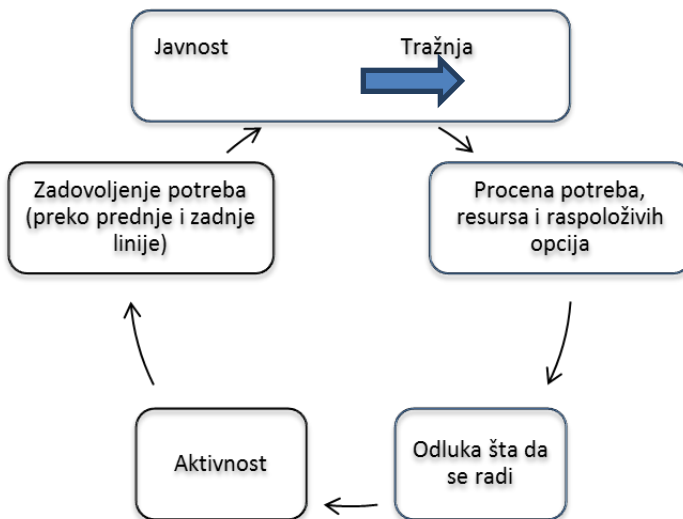 Javnost Tražnja
Procena potreba,
resursa i raspoloživih
opcija
Odluka šta da
se radi
Aktivnost
Zadovoljenje potreba
(preko prednje i zadnje
linije)